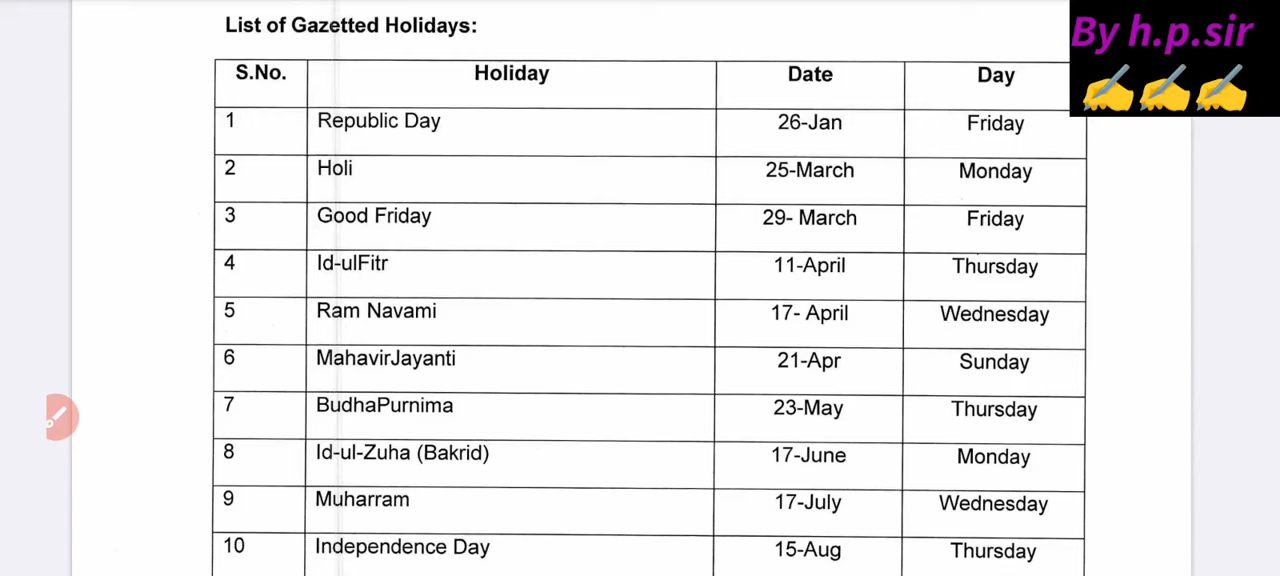 List of Gazetted Holidays:
By h.p.sir
S.No. Holiday Date Day
1 Republic Day 26-Jan Friday
2 Holi 25-March Monday
3 Good Friday 29- March Friday
4 Id-ulFitr 11-April Thursday
5 Ram Navami 17- April Wednesday
6 MahavirJayanti 21-Apr Sunday
7 BudhaPurnima 23-May Thursday
8 Id-ul-Zuha (Bakrid) 17-June Monday
9 Muharram 17-July Wednesday
10 Independence Day 15-Aug Thursday